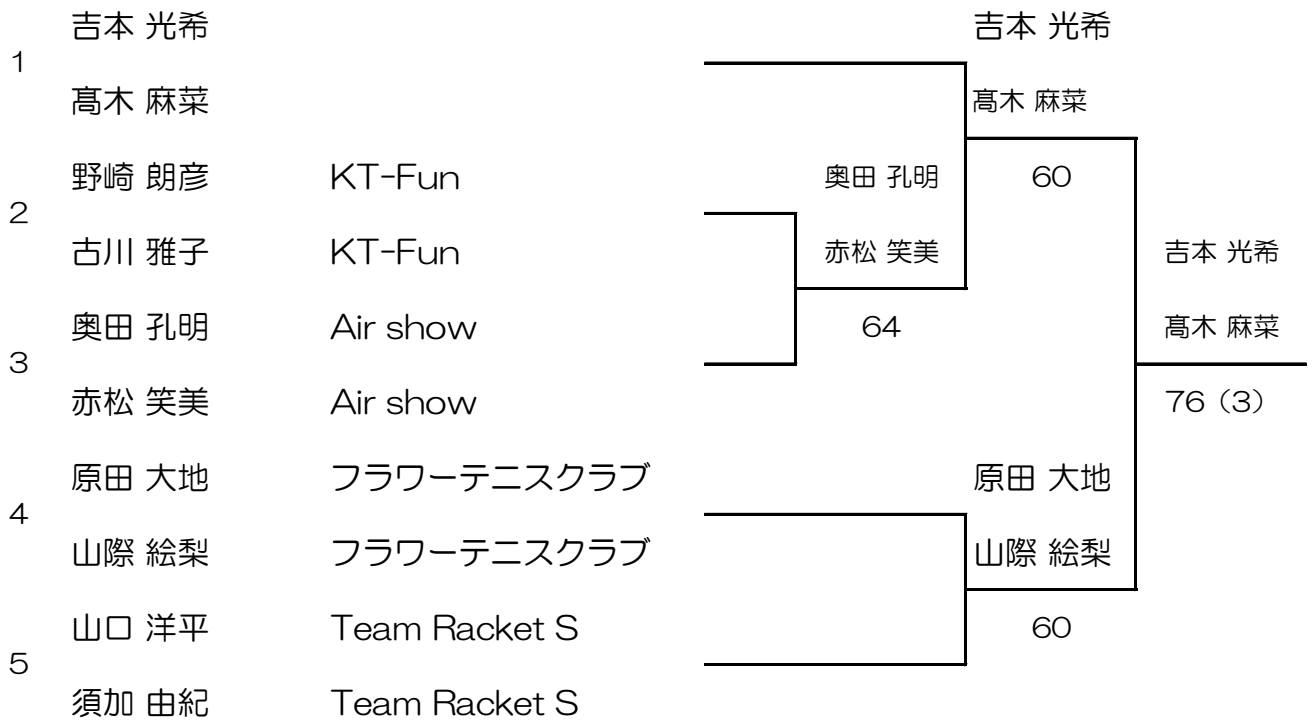 吉本 光希 吉本 光希
1
髙木 麻菜 髙木 麻菜
野崎 朗彦 KT-Fun 奥田 孔明 60
2
古川 雅子 KT-Fun 赤松 笑美 吉本 光希
奥田 孔明 Air show 64 髙木 麻菜
3
赤松 笑美 Air show 76（3）
原田 大地 フラワーテニスクラブ 原田 大地
4
山際 絵梨 フラワーテニスクラブ 山際 絵梨
山口 洋平 Team Racket S 60
5
須加 由紀 Team Racket S